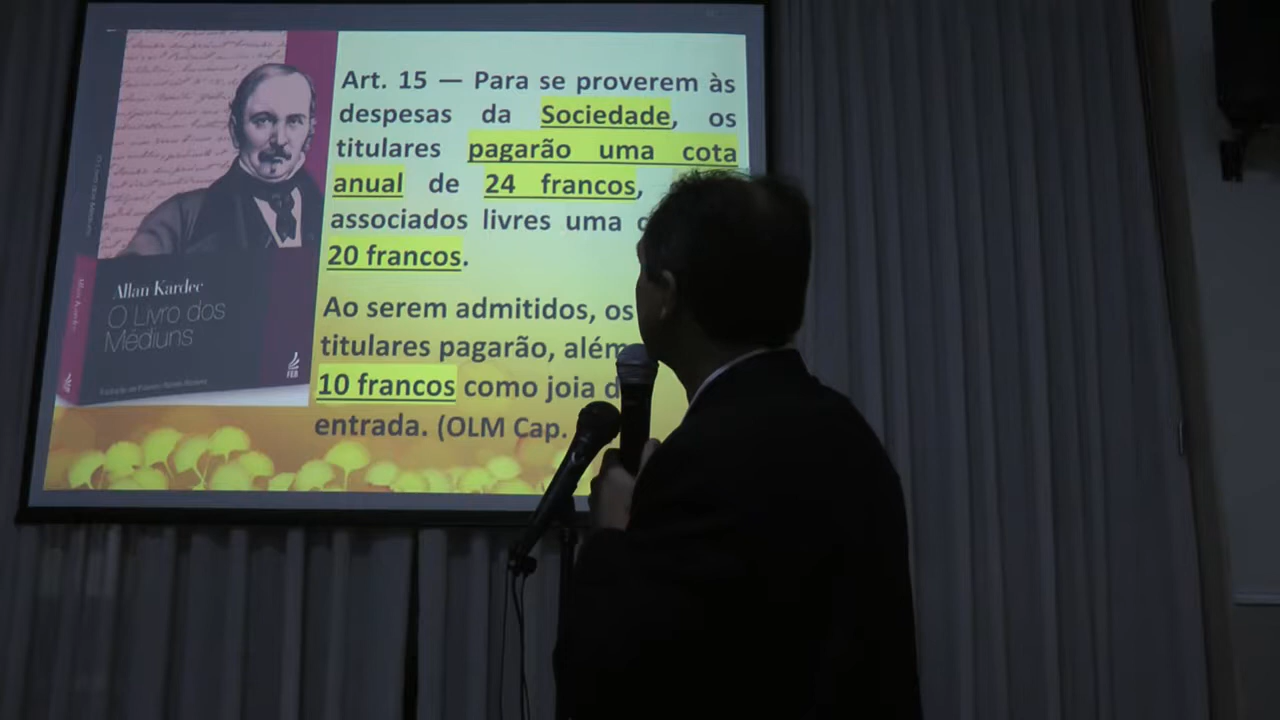 Art. 15 — Para se proverem às
despesas da Sociedade, os
titulares pagarão uma cota
anual de 24 francos,
associados livres uma
20 francos.
Ao serem admitidos, os
titulares pagarão, além
10 francos como joia
entrada. (OLM Cap.
Allan Kardec
O Livro dos
Médiuns
FEB